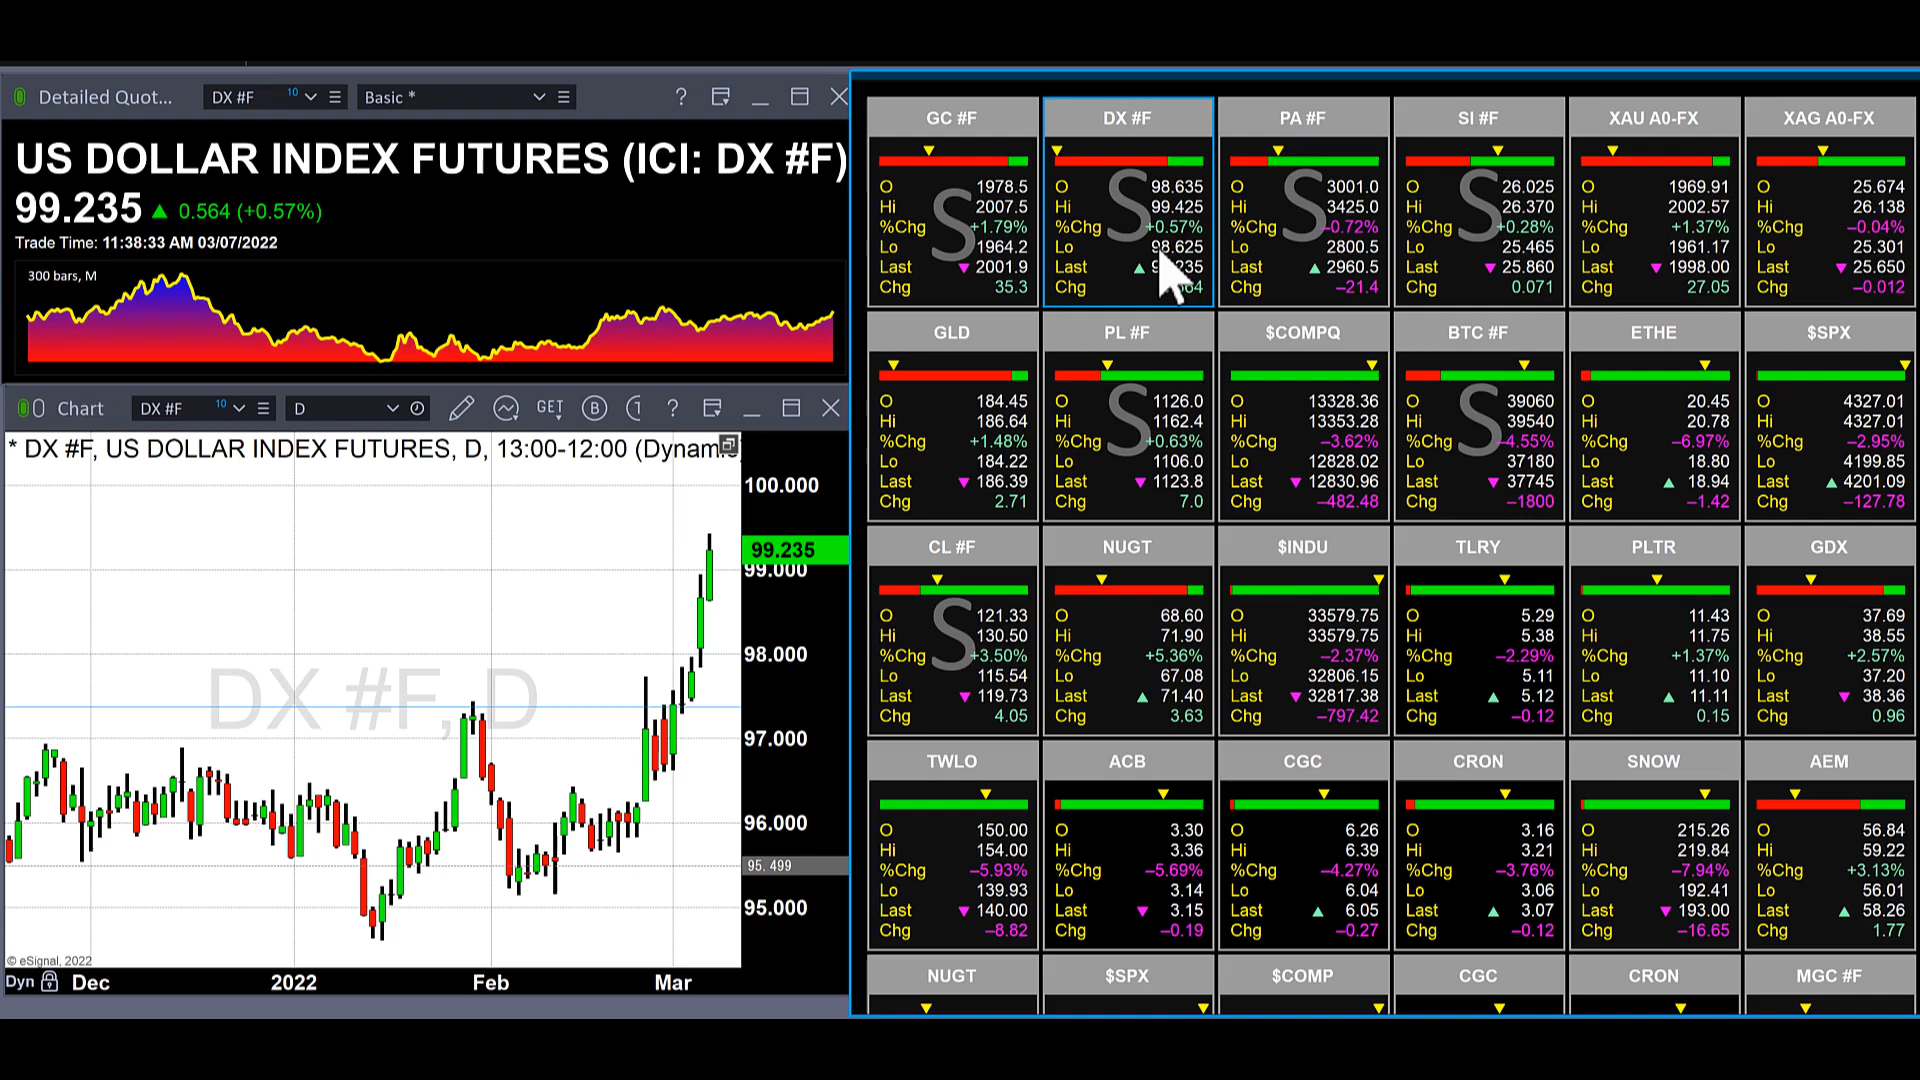 Detailed Quot...
DX #F 10
Basic *
?
US DOLLAR INDEX FUTURES (ICI: DX #F)
99.235 ▲ 0.564 (+0.57%)
Trade Time: 11:38:33 AM 03/07/2022
300 bars, M
Chart
DX #F 10
D
GET
B
?
* DX #F, US DOLLAR INDEX FUTURES, D, 13:00-12:00 (Dynam
DX #F, D
100.000
99.235
99.000
98.000
97.000
96.000
95.499
95.000
© eSignal, 2022
Dyn
Dec 2022 Feb Mar
GC #F
S
O 1978.5
Hi 2007.5
%Chg +1.79%
Lo 1964.2
Last ▼ 2001.9
Chg 35.3
DX #F
S
O 98.635
Hi 99.425
%Chg +0.57%
Lo 98.625
Last ▲
Chg
PA #F
S
O 3001.0
Hi 3425.0
%Chg –0.72%
Lo 2800.5
Last ▲ 2960.5
Chg –21.4
SI #F
S
O 26.025
Hi 26.370
%Chg +0.28%
Lo 25.465
Last ▼ 25.860
Chg 0.071
XAU A0-FX
O 1969.91
Hi 2002.57
%Chg +1.37%
Lo 1961.17
Last ▼ 1998.00
Chg 27.05
XAG A0-FX
O 25.674
Hi 26.138
%Chg –0.04%
Lo 25.301
Last ▼ 25.650
Chg –0.012
GLD
O 184.45
Hi 186.64
%Chg +1.48%
Lo 184.22
Last ▼ 186.39
Chg 2.71
PL #F
S
O 1126.0
Hi 1162.4
%Chg +0.63%
Lo 1106.0
Last ▼ 1123.8
Chg 7.0
$COMPQ
O 13328.36
Hi 13353.28
%Chg –3.62%
Lo 12828.02
Last ▼ 12830.96
Chg –482.48
BTC #F
S
O 39060
Hi 39540
%Chg –4.55%
Lo 37180
Last ▼ 37745
Chg –1800
ETHE
O 20.45
Hi 20.78
%Chg –6.97%
Lo 18.80
Last ▲ 18.94
Chg –1.42
$SPX
O 4327.01
Hi 4327.01
%Chg –2.95%
Lo 4199.85
Last ▲ 4201.09
Chg –127.78
CL #F
S
O 121.33
Hi 130.50
%Chg +3.50%
Lo 115.54
Last ▼ 119.73
Chg 4.05
NUGT
O 68.60
Hi 71.90
%Chg +5.36%
Lo 67.08
Last ▲ 71.40
Chg 3.63
$INDU
O 33579.75
Hi 33579.75
%Chg –2.37%
Lo 32806.15
Last ▼ 32817.38
Chg –797.42
TLRY
O 5.29
Hi 5.38
%Chg –2.29%
Lo 5.11
Last ▲ 5.12
Chg –0.12
PLTR
O 11.43
Hi 11.75
%Chg +1.37%
Lo 11.10
Last ▲ 11.11
Chg 0.15
GDX
O 37.69
Hi 38.55
%Chg +2.57%
Lo 37.20
Last ▼ 38.36
Chg 0.96
TWLO
O 150.00
Hi 154.00
%Chg –5.93%
Lo 139.93
Last ▼ 140.00
Chg –8.82
ACB
O 3.30
Hi 3.36
%Chg –5.69%
Lo 3.14
Last ▼ 3.15
Chg –0.19
CGC
O 6.26
Hi 6.39
%Chg –4.27%
Lo 6.04
Last ▲ 6.05
Chg –0.27
CRON
O 3.16
Hi 3.21
%Chg –3.76%
Lo 3.06
Last ▲ 3.07
Chg –0.12
SNOW
O 215.26
Hi 219.84
%Chg –7.94%
Lo 192.41
Last ▼ 193.00
Chg –16.65
AEM
O 56.84
Hi 59.22
%Chg +3.13%
Lo 56.01
Last ▲ 58.26
Chg 1.77
NUGT
$SPX
$COMP
CGC
CRON
MGC #F